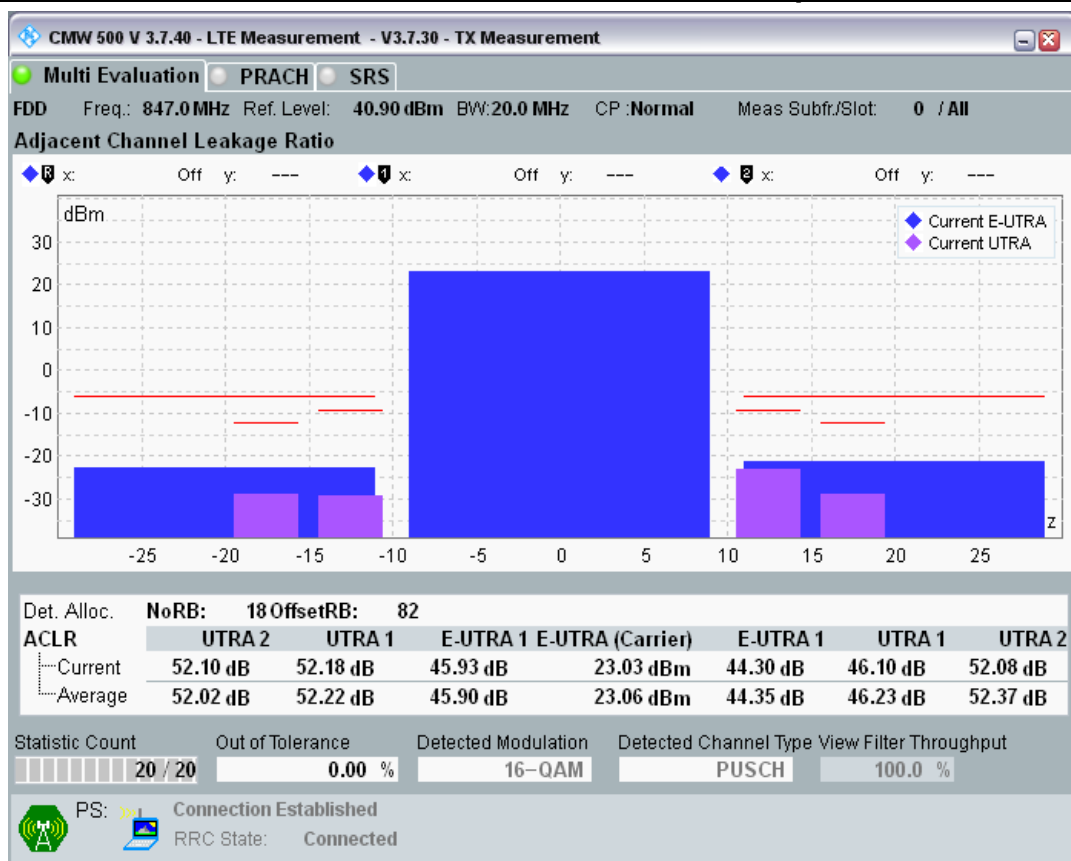 CMW 500 V 3.7.40 - LTE Measurement - V3.7.30 - TX Measurement
Multi Evaluation PRACH SRS
FDD Freq.: 847.0 MHz Ref. Level: 40.90 dBm BW:20.0 MHz CP :Normal Meas Subfr./Slot: 0 / All
Adjacent Channel Leakage Ratio
R x: Off y: --- 1 x: Off y: --- 2 x: Off y: ---
dBm
Current E-UTRA
Current UTRA
30
20
10
0
-10
-20
-30
z
-25 -20 -15 -10 -5 0 5 10 15 20 25
Det. Alloc. NoRB: 18 OffsetRB: 82
ACLR UTRA 2 UTRA 1 E-UTRA 1 E-UTRA (Carrier) E-UTRA 1 UTRA 1 UTRA 2
Current 52.10 dB 52.18 dB 45.93 dB 23.03 dBm 44.30 dB 46.10 dB 52.08 dB
Average 52.02 dB 52.22 dB 45.90 dB 23.06 dBm 44.35 dB 46.23 dB 52.37 dB
Statistic Count Out of Tolerance Detected Modulation Detected Channel Type View Filter Throughput
20 / 20 0.00 % 16-QAM PUSCH 100.0 %
PS: Connection Established
RRC State: Connected